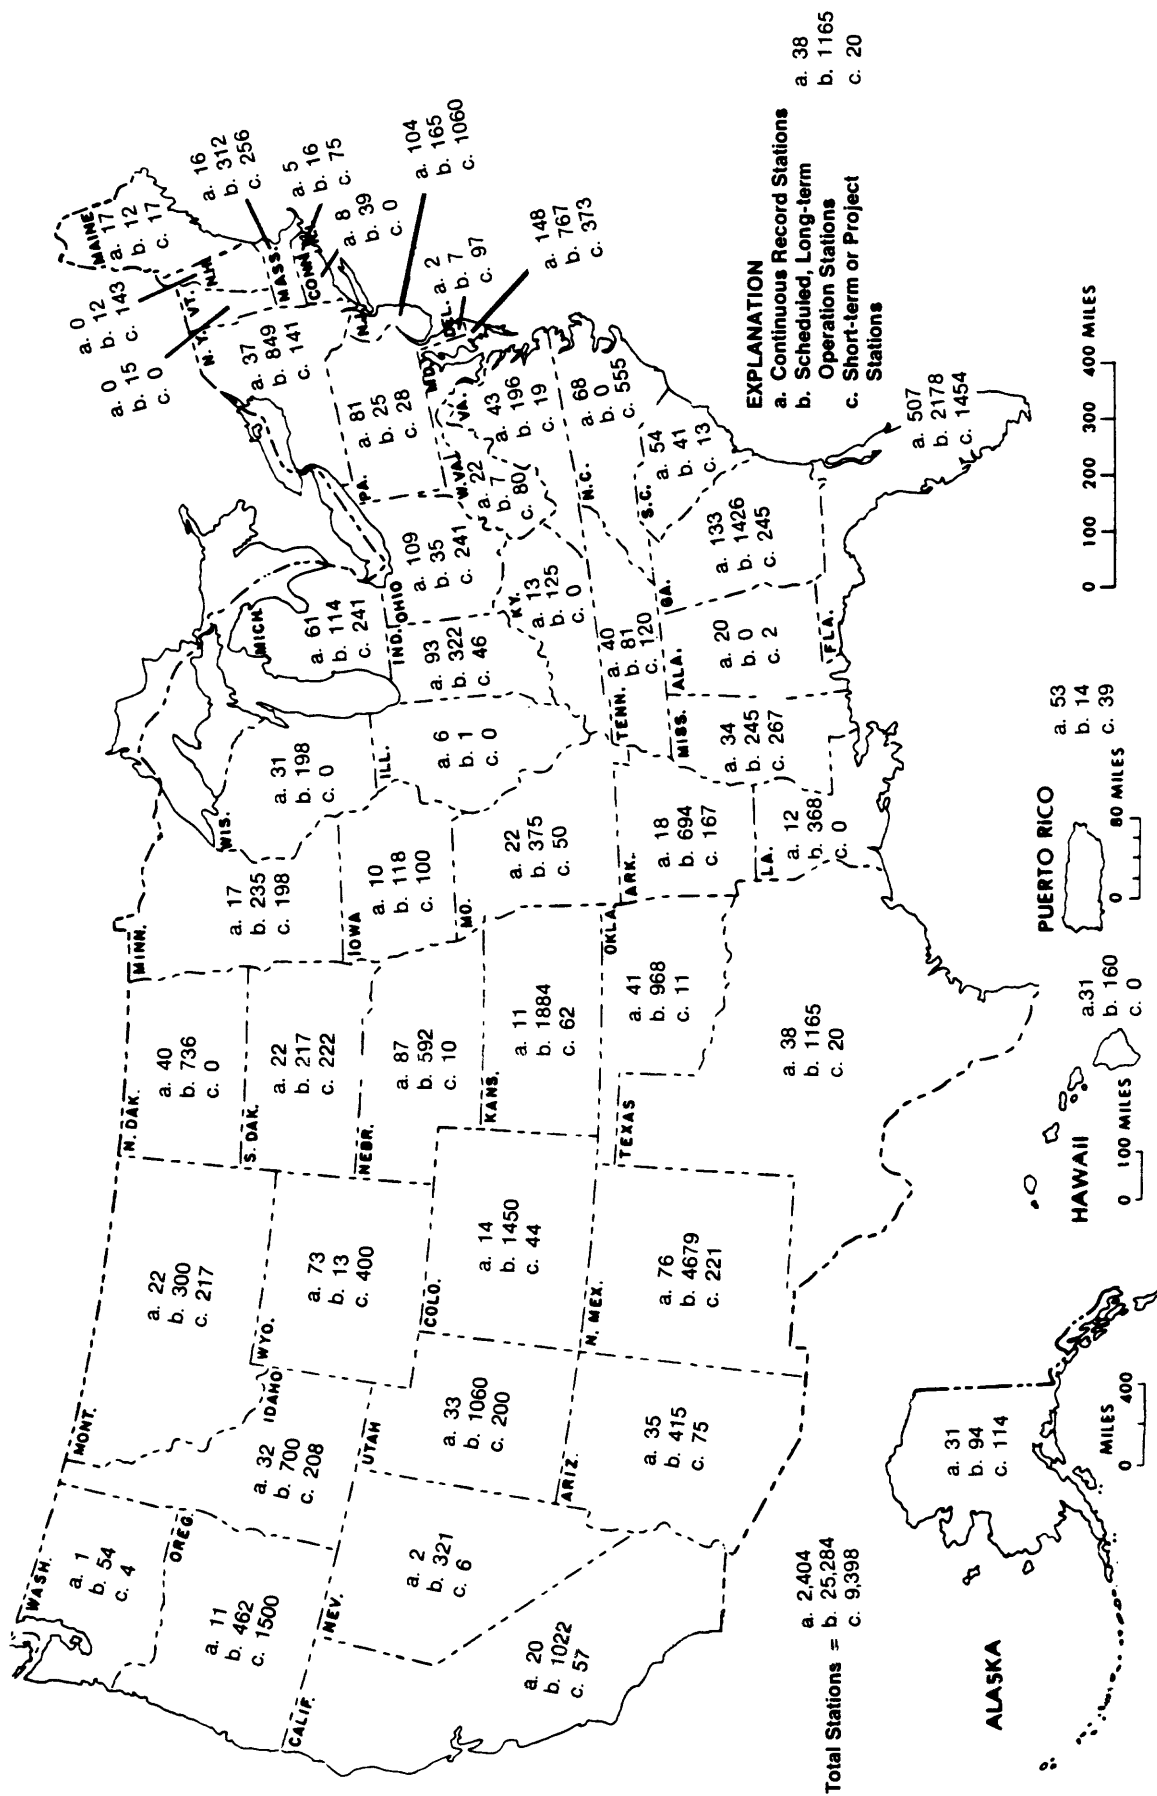 WASH.
a. 1
b. 54
c. 4
OREG.
a. 11
b. 462
c. 1500
CALIF.
a. 20
b. 1022
c. 57
NEV.
a. 2
b. 321
c. 6
MONT.
a. 22
b. 300
c. 217
IDAHO
a. 32
b. 700
c. 208
WYO.
a. 73
b. 13
c. 400
UTAH
a. 33
b. 1060
c. 200
COLO.
a. 14
b. 1450
c. 44
ARIZ.
a. 35
b. 415
c. 75
N. MEX.
a. 76
b. 4679
c. 221
N. DAK.
a. 40
b. 736
c. 0
S. DAK.
a. 22
b. 217
c. 222
NEBR.
a. 87
b. 592
c. 10
KANS.
a. 11
b. 1884
c. 62
OKLA.
a. 41
b. 968
c. 11
TEXAS
a. 38
b. 1165
c. 20
MINN.
a. 17
b. 235
c. 198
IOWA
a. 10
b. 118
c. 100
MO.
a. 22
b. 375
c. 50
ARK.
a. 18
b. 694
c. 167
LA.
a. 12
b. 368
c. 0
WIS.
a. 31
b. 198
c. 0
ILL.
a. 6
b. 1
c. 0
MICH.
a. 61
b. 114
c. 241
IND.
a. 93
b. 322
c. 46
OHIO
a. 109
b. 35
c. 241
KY.
a. 13
b. 125
c. 0
TENN.
a. 40
b. 81
c. 120
MISS.
a. 34
b. 245
c. 267
ALA.
a. 20
b. 0
c. 2
GA.
a. 133
b. 1426
c. 245
FLA.
a. 507
b. 2178
c. 1454
S.C.
a. 54
b. 41
c. 13
N.C.
a. 68
b. 0
c. 555
VA.
a. 43
b. 196
c. 19
W.VA.
a. 22
b. 7
c. 80
PA.
a. 81
b. 25
c. 28
N.Y.
a. 37
b. 849
c. 141
VT.
a. 0
b. 15
c. 0
N.H.
a. 0
b. 12
c. 143
MAINE
a. 17
b. 12
c. 17
MASS.
a. 16
b. 312
c. 256
CONN.
a. 5
b. 16
c. 75
a. 8
b. 39
c. 0
N.J.
a. 104
b. 165
c. 1060
DEL.
a. 2
b. 7
c. 97
MD.
a. 148
b. 767
c. 373
EXPLANATION
a. Continuous Record Stations
b. Scheduled, Long-term
Operation Stations
c. Short-term or Project
Stations
a. 38
b. 1165
c. 20
0 100 200 300 400 MILES
Total Stations =
a. 2,404
b. 25,284
c. 9,398
ALASKA
a. 31
b. 94
c. 114
MILES
0 400
HAWAII
a.31
b. 160
c. 0
0 100 MILES
PUERTO RICO
a. 53
b. 14
c. 39
0 80 MILES